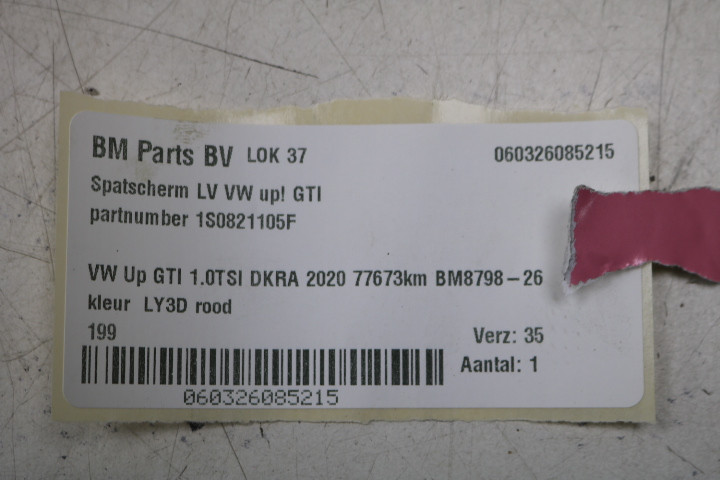 BM Parts BV LOK 37 060326085215
Spatscherm LV VW up! GTI
partnumber 1S0821105F
VW Up GTI 1.0TSI DKRA 2020 77673km BM8798-26
kleur LY3D rood
199 Verz: 35
Aantal: 1
060326085215